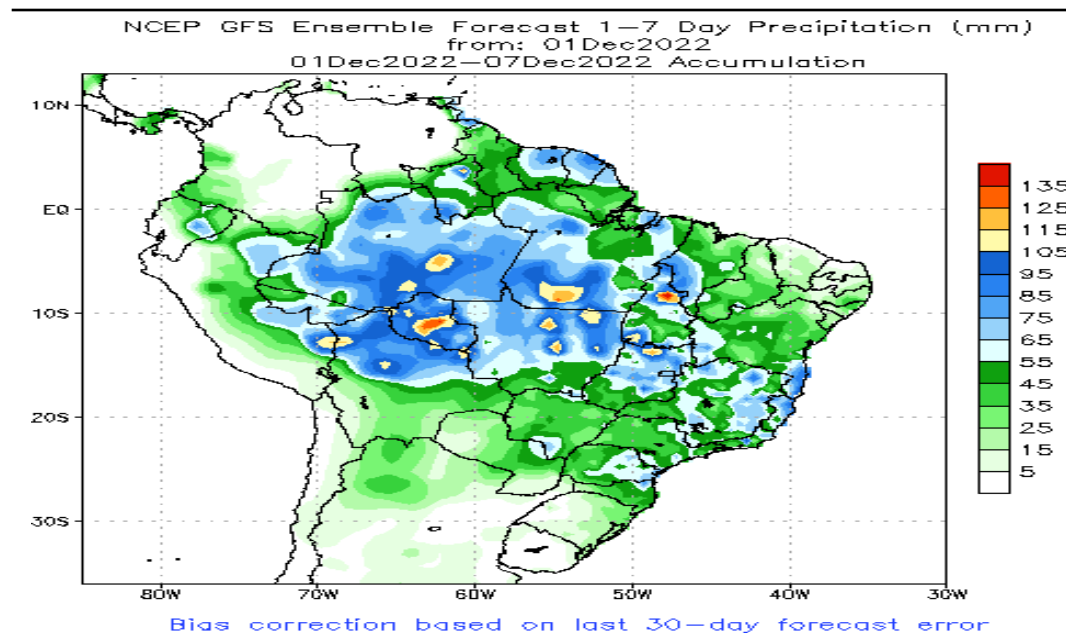 NCEP GFS Ensemble Forecast 1–7 Day Precipitation (mm)
from: 01Dec2022
01Dec2022–07Dec2022 Accumulation
10N
EQ
10S
20S
30S
80W
70W
60W
50W
40W
30W
135
125
115
105
95
85
75
65
55
45
35
25
15
5
Bias correction based on last 30–day forecast error